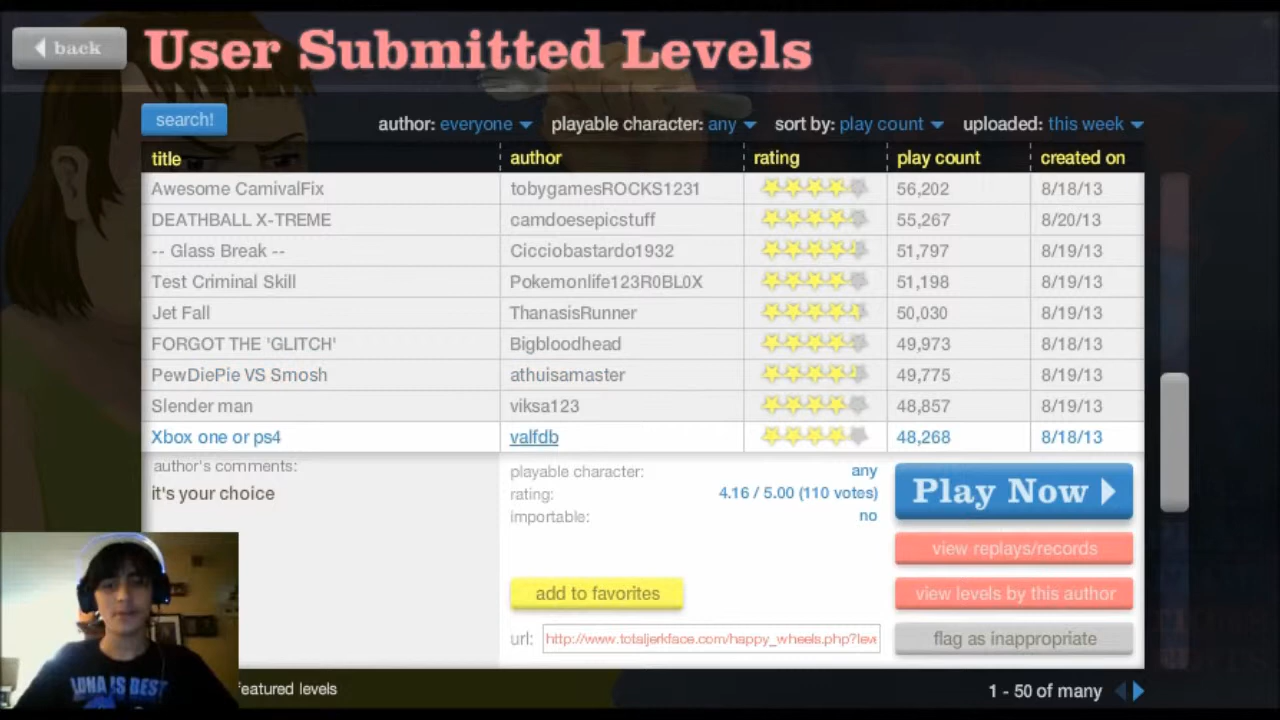 back
User Submitted Levels
search!
author: everyone playable character: any sort by: play count uploaded: this week
title author rating play count created on
Awesome CarnivalFix tobygamesROCKS1231 56,202 8/18/13
DEATHBALL X-TREME camdoesepicstuff 55,267 8/20/13
-- Glass Break -- Cicciobastardo1932 51,797 8/19/13
Test Criminal Skill Pokemonlife123R0BL0X 51,198 8/19/13
Jet Fall ThanasisRunner 50,030 8/19/13
FORGOT THE 'GLITCH' Bigbloodhead 49,973 8/18/13
PewDiePie VS Smosh athuisamaster 49,775 8/19/13
Slender man viksa123 48,857 8/19/13
Xbox one or ps4 valfdb 48,268 8/18/13
author's comments:
it's your choice
playable character: any
rating: 4.16 / 5.00 (110 votes)
importable: no
Play Now
view replays/records
add to favorites
view levels by this author
url: http://www.totaljerkface.com/happy_wheels.php?leve
flag as inappropriate
featured levels
1 - 50 of many
IS BEST